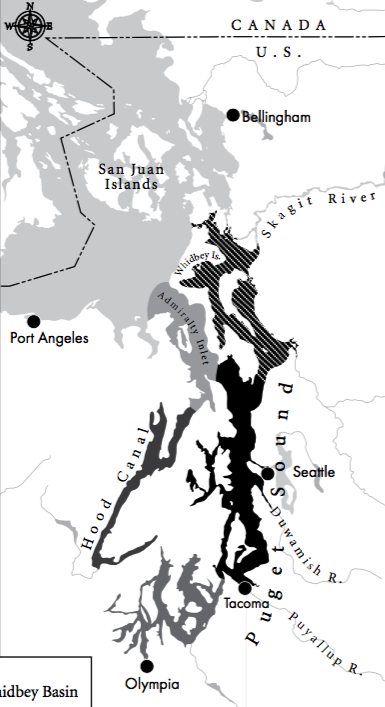 N
W E
S
CANADA
U.S.
Bellingham
San Juan
Islands
Skagit River
Whidbey Is.
Admiralty Inlet
Port Angeles
Hood Canal
Puget Sound
Seattle
Duwamish R.
Tacoma
Puyallup R.
Olympia
idbey Basin